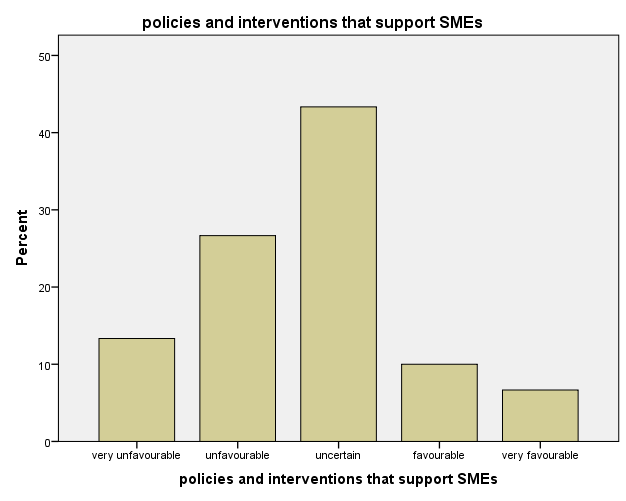 policies and interventions that support SMEs
50
40
30
20
10
0
Percent
very unfavourable
unfavourable
uncertain
favourable
very favourable
policies and interventions that support SMEs